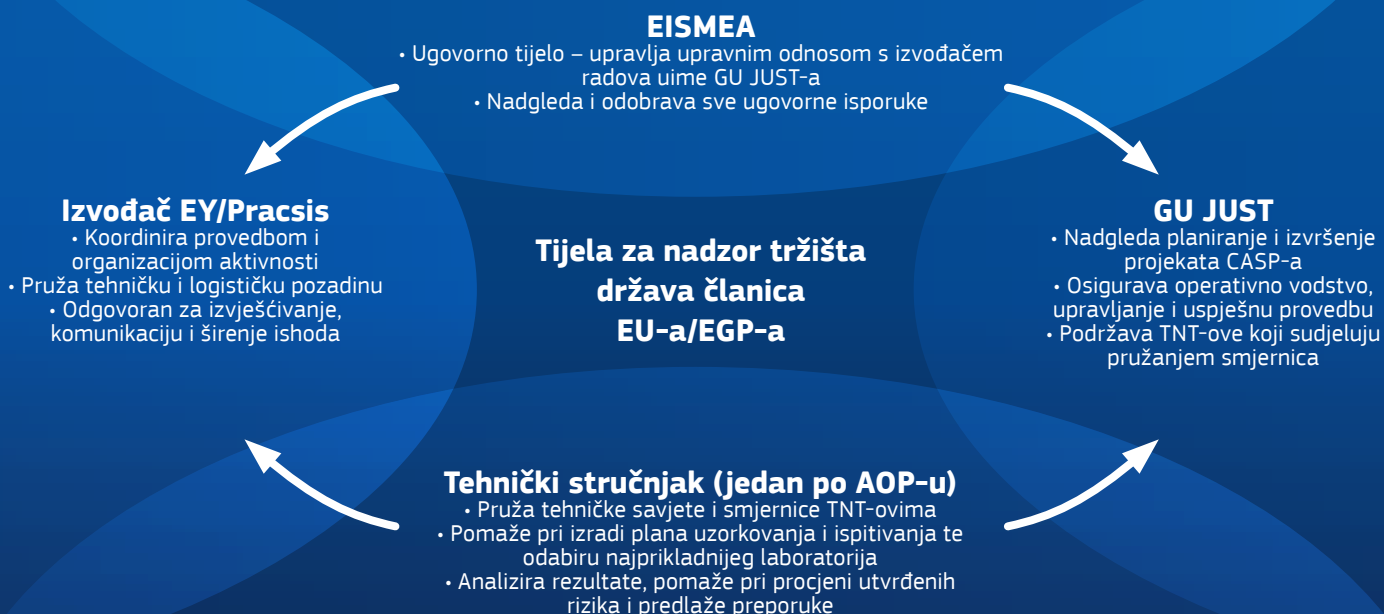 EISMEA
• Ugovorno tijelo – upravlja upravnim odnosom s izvođačem
radova uime GU JUST-a
• Nadgleda i odobrava sve ugovorne isporuke
Izvođač EY/Pracsis
• Koordinira provedbom i
organizacijom aktivnosti
• Pruža tehničku i logističku pozadinu
• Odgovoran za izvješćivanje,
komunikaciju i širenje ishoda
Tijela za nadzor tržišta
država članica
EU-a/EGP-a
GU JUST
• Nadgleda planiranje i izvršenje
projekata CASP-a
• Osigurava operativno vodstvo,
upravljanje i uspješnu provedbu
• Podržava TNT-ove koji sudjeluju
pružanjem smjernica
Tehnički stručnjak (jedan po AOP-u)
• Pruža tehničke savjete i smjernice TNT-ovima
• Pomaže pri izradi plana uzorkovanja i ispitivanja te
odabiru najprikladnijeg laboratorija
• Analizira rezultate, pomaže pri procjeni utvrđenih
rizika i predlaže preporuke